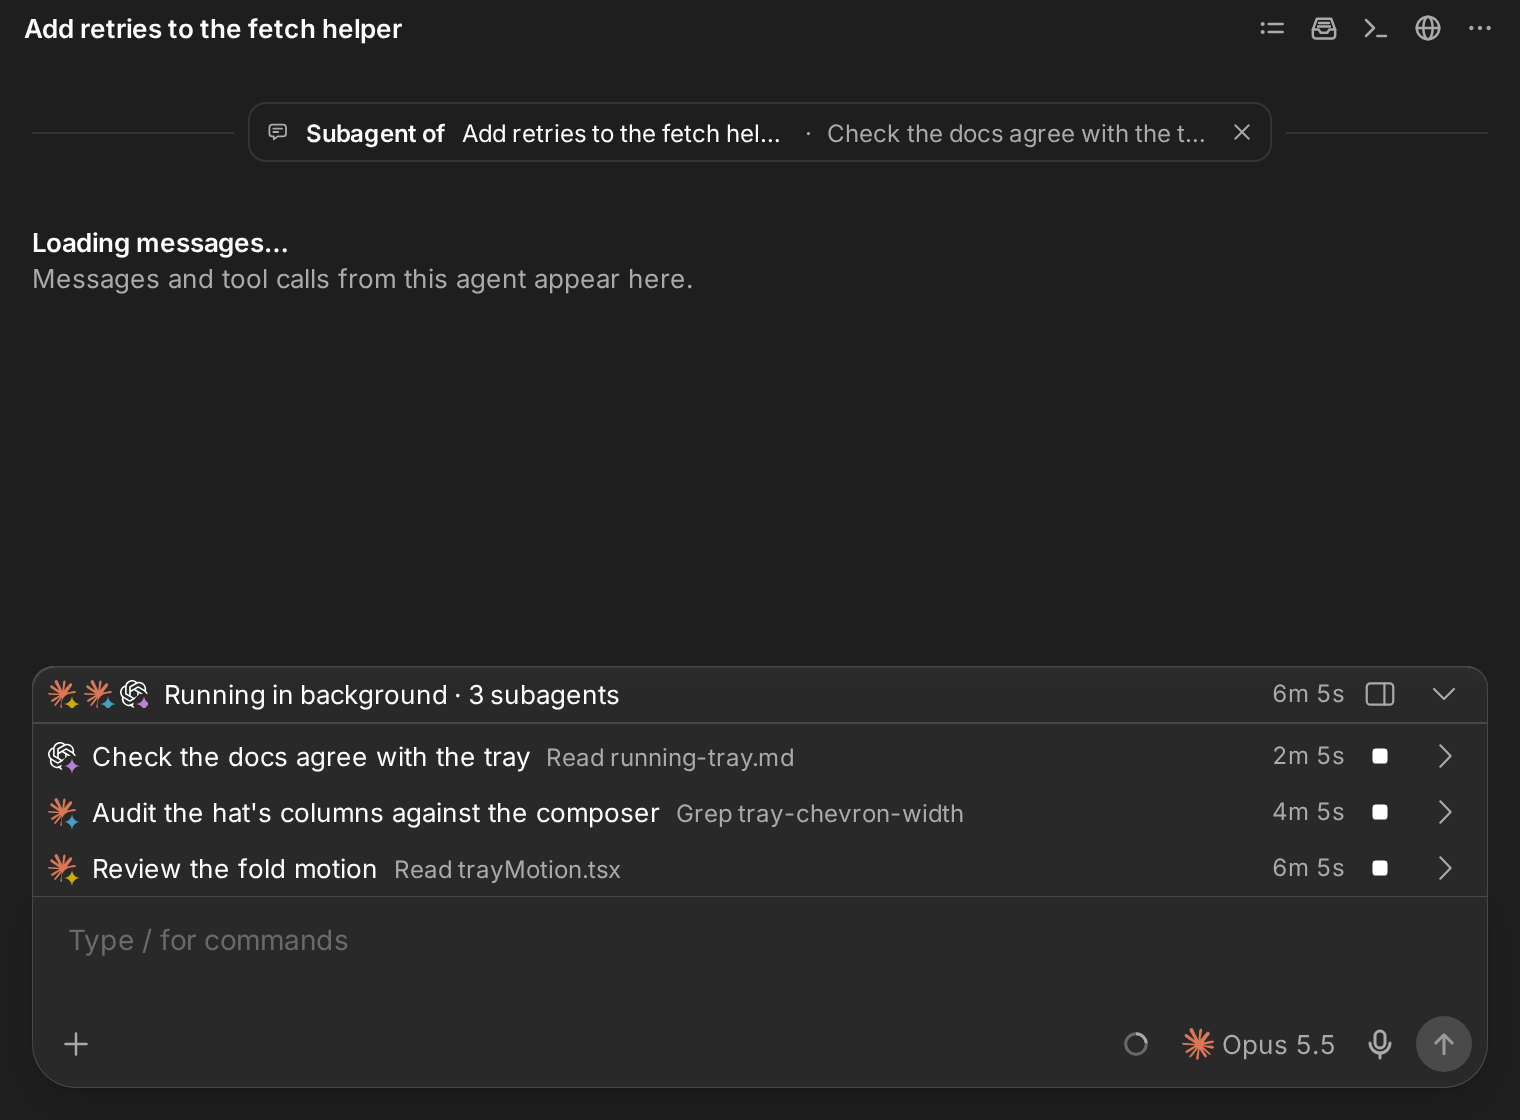 Add retries to the fetch helper
Subagent of Add retries to the fetch hel... · Check the docs agree with the t...
Loading messages...
Messages and tool calls from this agent appear here.
Running in background · 3 subagents 6m 5s
Check the docs agree with the tray Read running-tray.md 2m 5s
Audit the hat's columns against the composer Grep tray-chevron-width 4m 5s
Review the fold motion Read trayMotion.tsx 6m 5s
Type / for commands
Opus 5.5